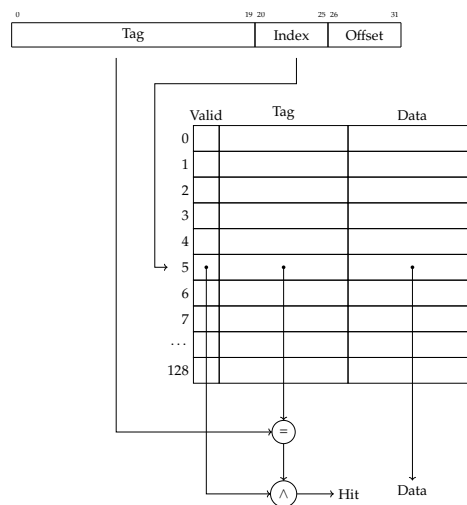 0 19 20 25 26 31
Tag Index Offset
Valid Tag Data
0
1
2
3
4
5
6
7
...
128
=
∧ Hit Data